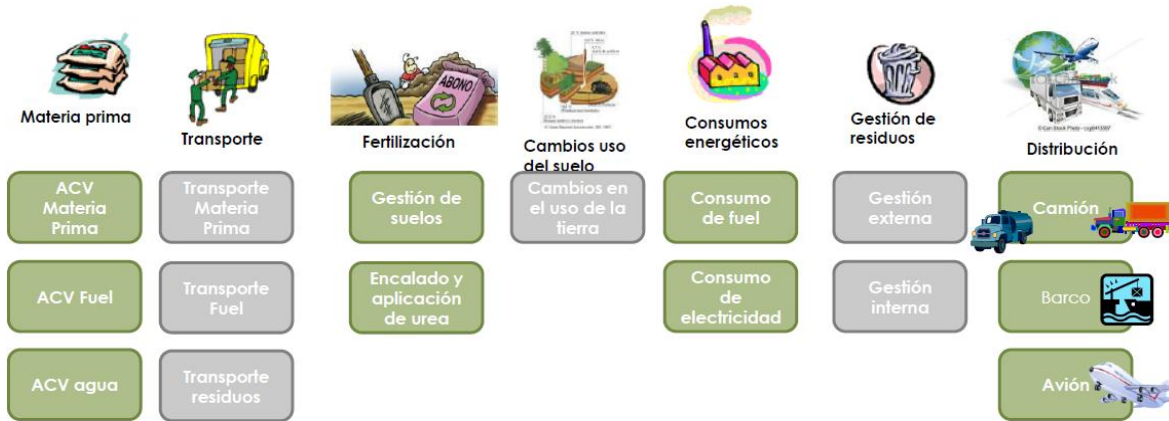 Materia prima
Transporte
ABONO
Fertilización
Cambios uso
del suelo
Consumos
energéticos
Gestión de
residuos
Distribución
ACV
Materia
Prima
Transporte
Materia
Prima
Gestión de
suelos
Cambios en
el uso de la
tierra
Consumo
de fuel
Gestión
externa
Camión
ACV Fuel
Transporte
Fuel
Encalado y
aplicación
de urea
Consumo
de
electricidad
Gestión
interna
Barco
ACV agua
Transporte
residuos
Avión